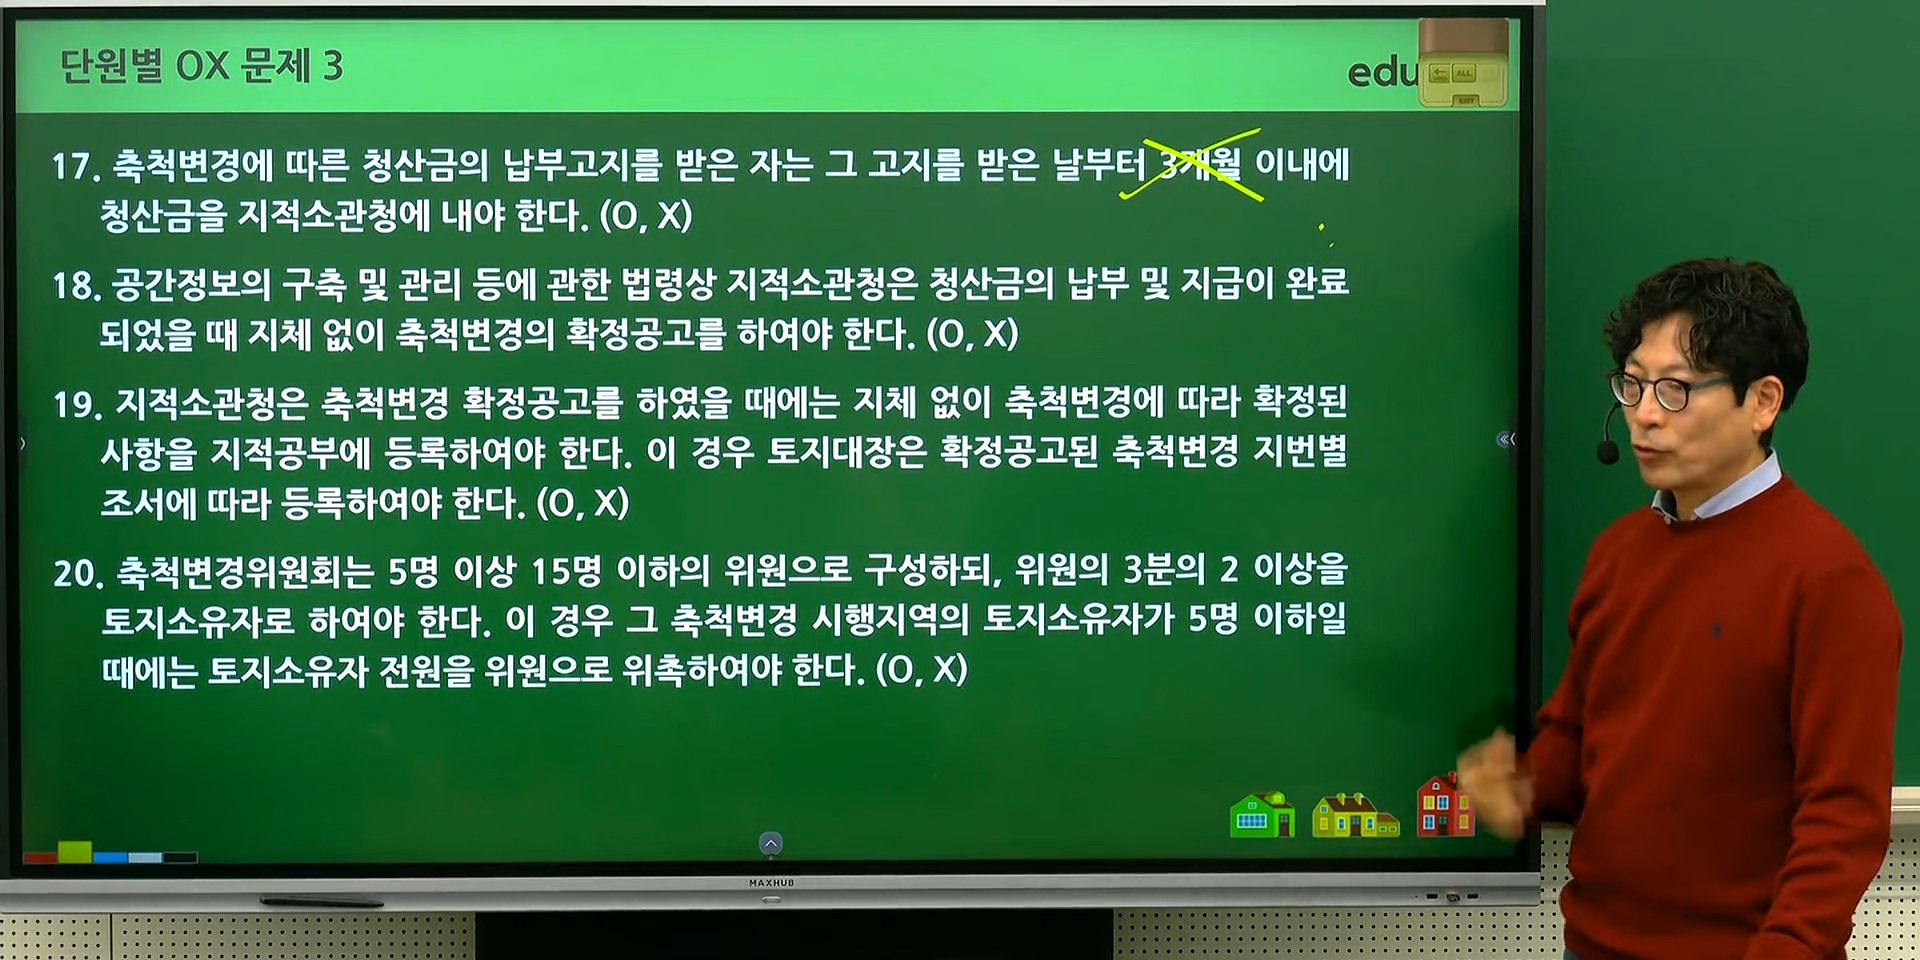 단원별 OX 문제 3
edu
ALL
EXIT
17. 축척변경에 따른 청산금의 납부고지를 받은 자는 그 고지를 받은 날부터 3개월 이내에
청산금을 지적소관청에 내야 한다. (O, X)
18. 공간정보의 구축 및 관리 등에 관한 법령상 지적소관청은 청산금의 납부 및 지급이 완료
되었을 때 지체 없이 축척변경의 확정공고를 하여야 한다. (O, X)
19. 지적소관청은 축척변경 확정공고를 하였을 때에는 지체 없이 축척변경에 따라 확정된
사항을 지적공부에 등록하여야 한다. 이 경우 토지대장은 확정공고된 축척변경 지번별
조서에 따라 등록하여야 한다. (O, X)
20. 축척변경위원회는 5명 이상 15명 이하의 위원으로 구성하되, 위원의 3분의 2 이상을
토지소유자로 하여야 한다. 이 경우 그 축척변경 시행지역의 토지소유자가 5명 이하일
때에는 토지소유자 전원을 위원으로 위촉하여야 한다. (O, X)
MAXHUB